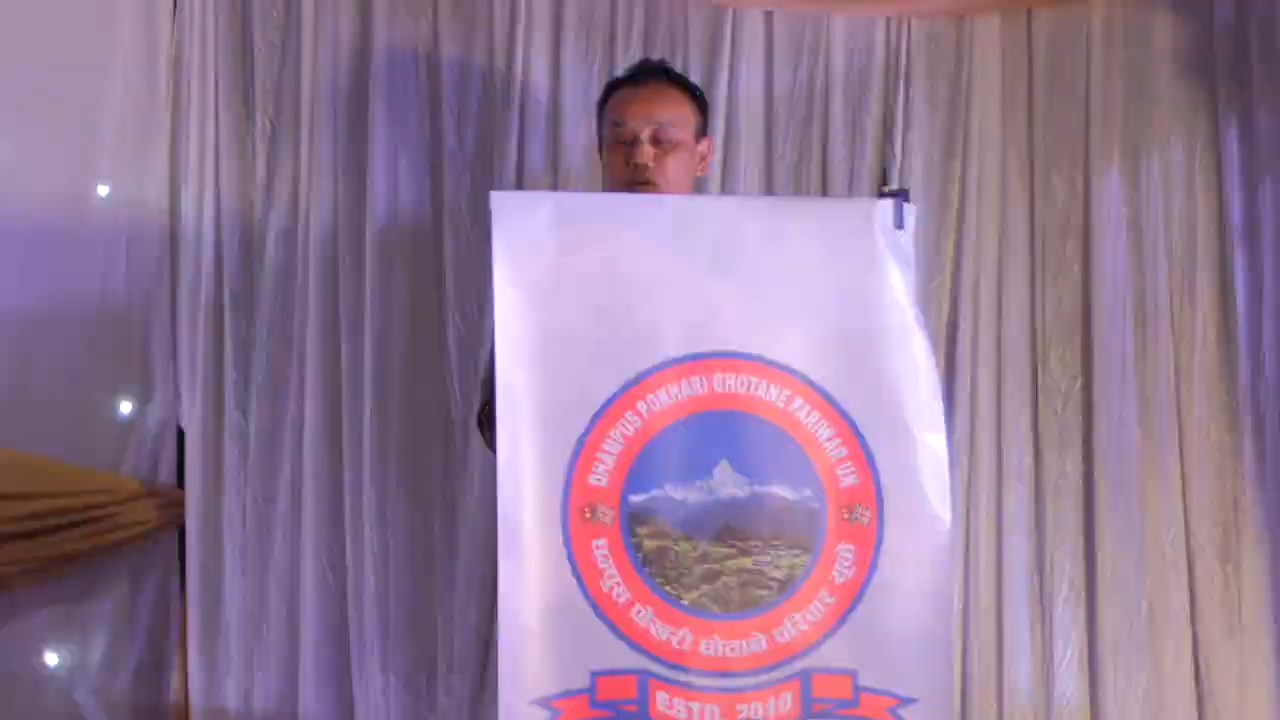 DHAMPUS POKHARI GHOTANE PARIWAR UK
धम्पुस पोखरी घोताने परिवार यूके
ESTD. 2010